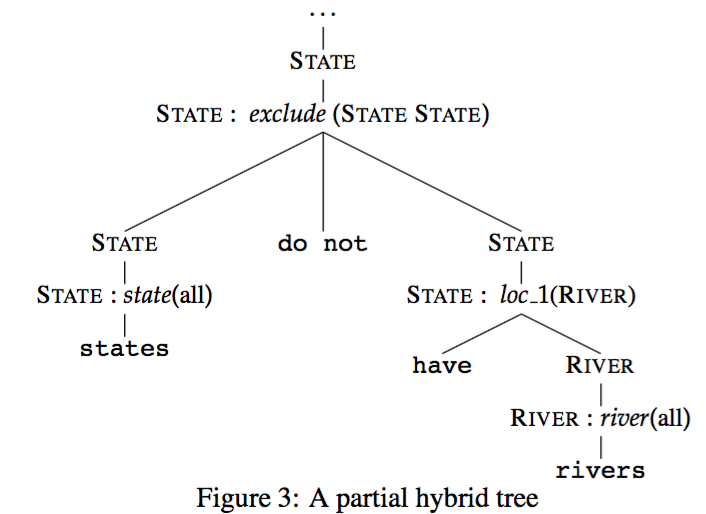 ...
STATE
STATE : exclude (STATE STATE)
STATE do not STATE
STATE : state(all) STATE : loc_1(RIVER)
states
have RIVER
RIVER : river(all)
rivers
Figure 3: A partial hybrid tree